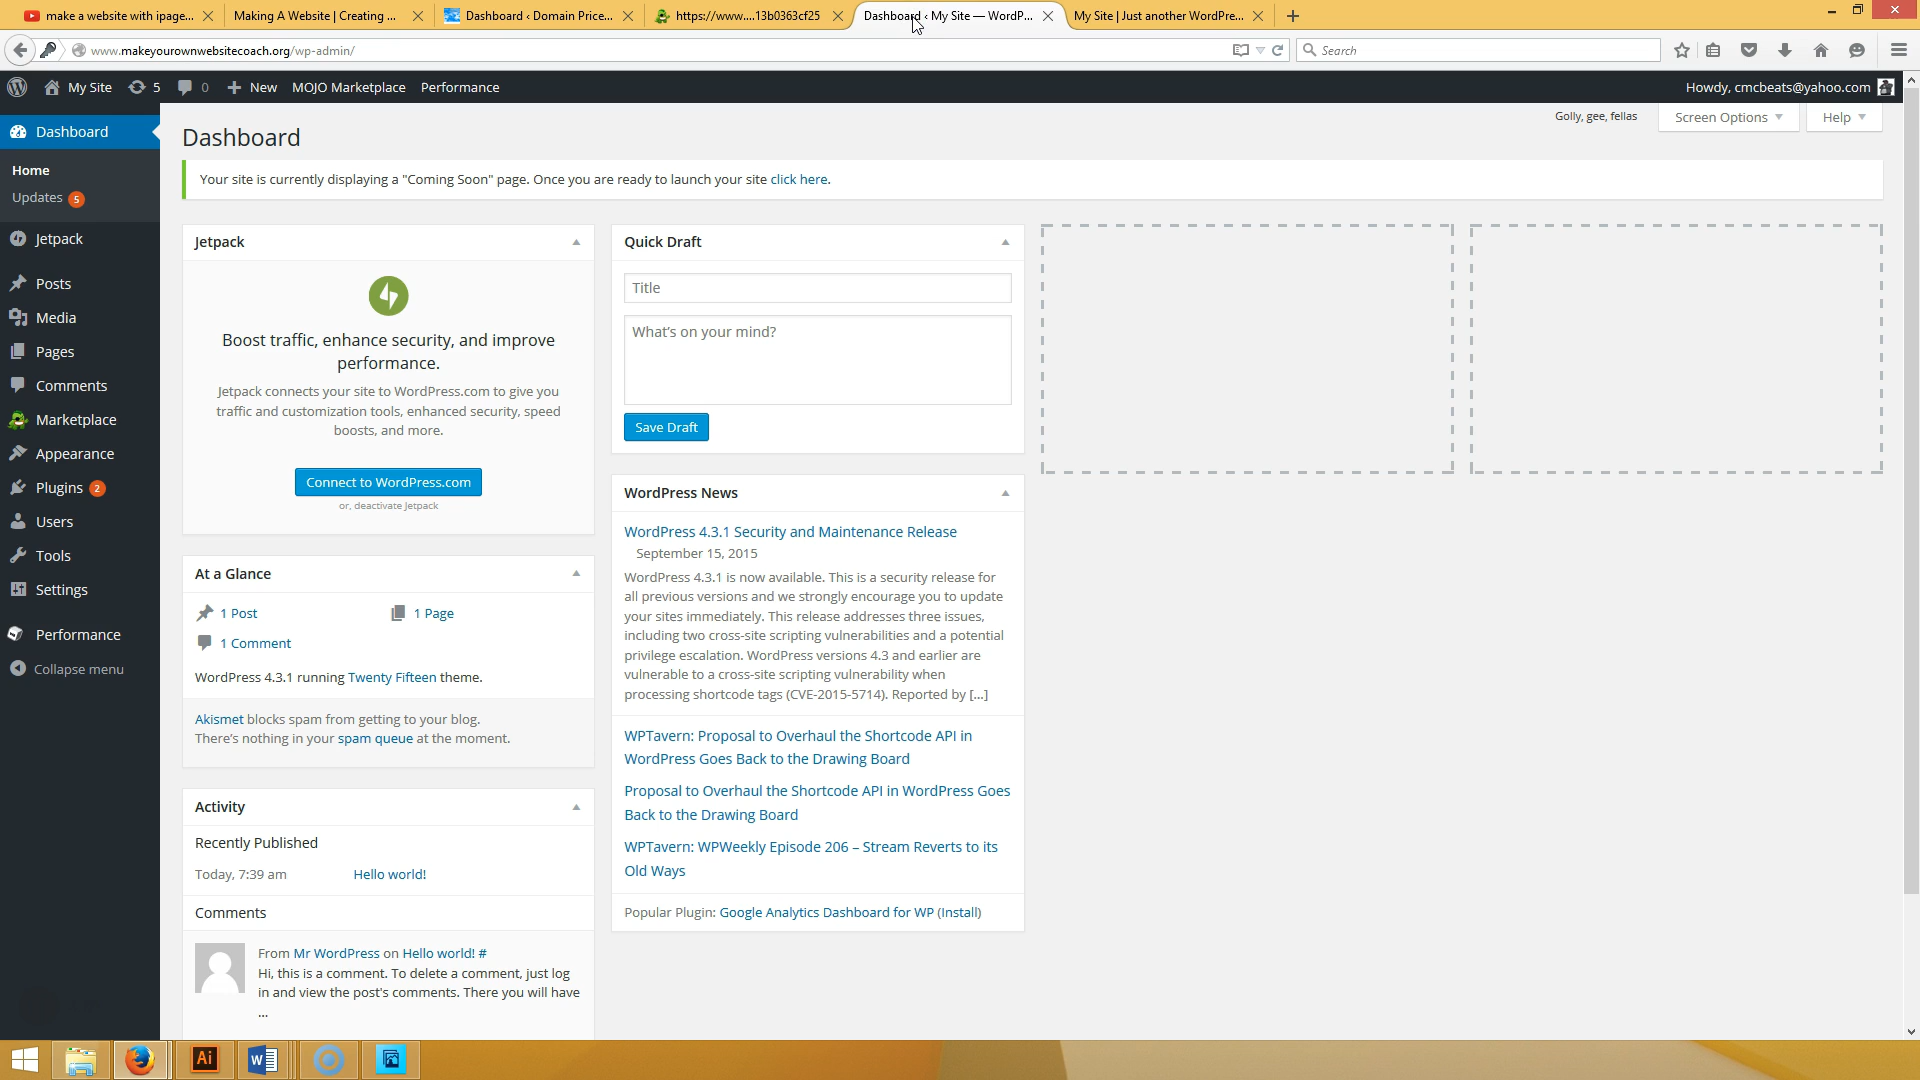 make a website with ipage...
Making A Website | Creating ...
Dashboard ‹ Domain Price...
https://www....13b0363cf25
Dashboard ‹ My Site — WordP...
My Site | Just another WordPre...
www.makeyourownwebsitecoach.org/wp-admin/
Search
My Site
5
0
New
MOJO Marketplace
Performance
Howdy, cmcbeats@yahoo.com
Dashboard
Home
Updates 5
Jetpack
Posts
Media
Pages
Comments
Marketplace
Appearance
Plugins 2
Users
Tools
Settings
Performance
Collapse menu
Golly, gee, fellas
Screen Options
Help
Dashboard
Your site is currently displaying a "Coming Soon" page. Once you are ready to launch your site click here.
Jetpack
Boost traffic, enhance security, and improve
performance.
Jetpack connects your site to WordPress.com to give you
traffic and customization tools, enhanced security, speed
boosts, and more.
Connect to WordPress.com
or, deactivate Jetpack
At a Glance
1 Post
1 Page
1 Comment
WordPress 4.3.1 running Twenty Fifteen theme.
Akismet blocks spam from getting to your blog.
There's nothing in your spam queue at the moment.
Activity
Recently Published
Today, 7:39 am
Hello world!
Comments
From Mr WordPress on Hello world! #
Hi, this is a comment. To delete a comment, just log
in and view the post's comments. There you will have
...
Quick Draft
Title
What's on your mind?
Save Draft
WordPress News
WordPress 4.3.1 Security and Maintenance Release
September 15, 2015
WordPress 4.3.1 is now available. This is a security release for
all previous versions and we strongly encourage you to update
your sites immediately. This release addresses three issues,
including two cross-site scripting vulnerabilities and a potential
privilege escalation. WordPress versions 4.3 and earlier are
vulnerable to a cross-site scripting vulnerability when
processing shortcode tags (CVE-2015-5714). Reported by [...]
WPTavern: Proposal to Overhaul the Shortcode API in
WordPress Goes Back to the Drawing Board
Proposal to Overhaul the Shortcode API in WordPress Goes
Back to the Drawing Board
WPTavern: WPWeekly Episode 206 – Stream Reverts to its
Old Ways
Popular Plugin: Google Analytics Dashboard for WP (Install)
Ai
W